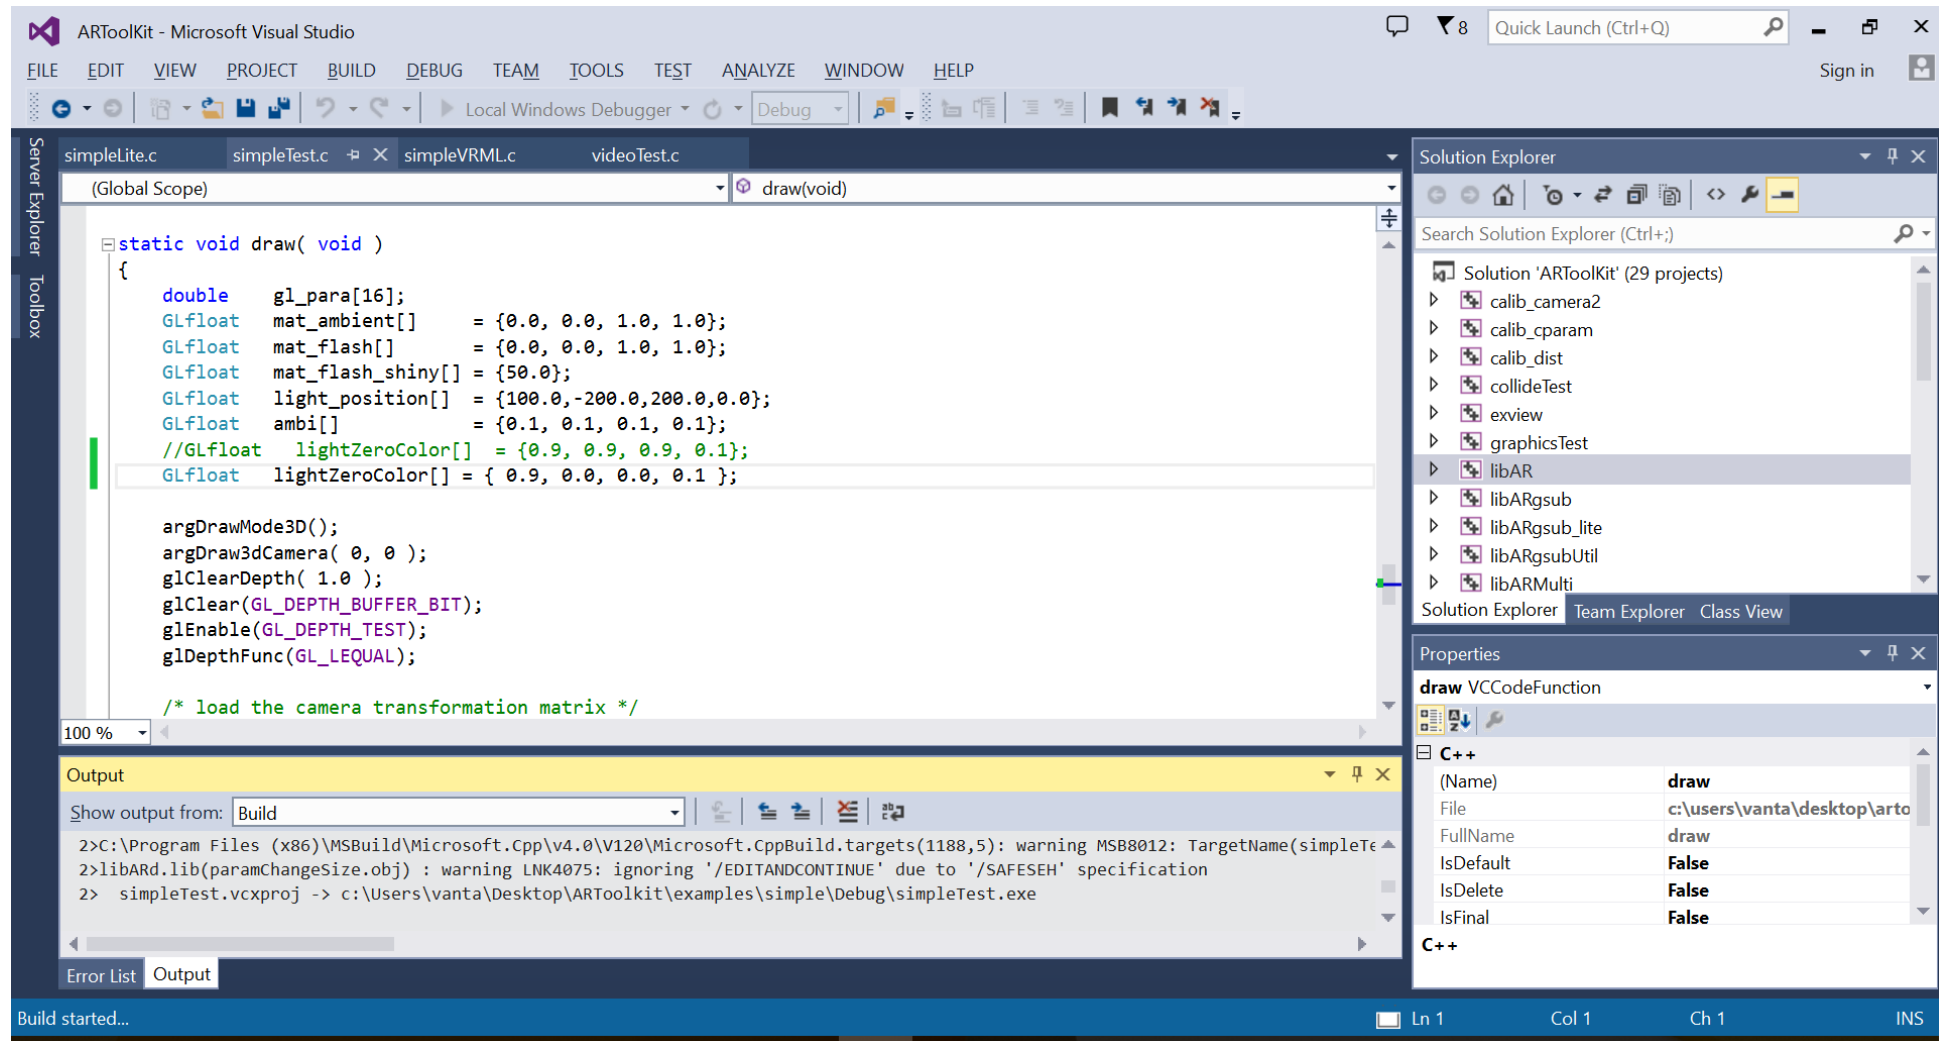 ARToolKit - Microsoft Visual Studio
8
Quick Launch (Ctrl+Q)
FILE EDIT VIEW PROJECT BUILD DEBUG TEAM TOOLS TEST ANALYZE WINDOW HELP
Sign in
Local Windows Debugger
Debug
Server Explorer
Toolbox
simpleLite.c simpleTest.c simpleVRML.c videoTest.c
(Global Scope)
draw(void)
static void draw( void )
{
double gl_para[16];
GLfloat mat_ambient[] = {0.0, 0.0, 1.0, 1.0};
GLfloat mat_flash[] = {0.0, 0.0, 1.0, 1.0};
GLfloat mat_flash_shiny[] = {50.0};
GLfloat light_position[] = {100.0,-200.0,200.0,0.0};
GLfloat ambi[] = {0.1, 0.1, 0.1, 0.1};
//GLfloat lightZeroColor[] = {0.9, 0.9, 0.9, 0.1};
GLfloat lightZeroColor[] = { 0.9, 0.0, 0.0, 0.1 };
argDrawMode3D();
argDraw3dCamera( 0, 0 );
glClearDepth( 1.0 );
glClear(GL_DEPTH_BUFFER_BIT);
glEnable(GL_DEPTH_TEST);
glDepthFunc(GL_LEQUAL);
/* load the camera transformation matrix */
100 %
Output
Show output from: Build
2>C:\Program Files (x86)\MSBuild\Microsoft.Cpp\v4.0\V120\Microsoft.CppBuild.targets(1188,5): warning MSB8012: TargetName(simpleTe
2>libARd.lib(paramChangeSize.obj) : warning LNK4075: ignoring '/EDITANDCONTINUE' due to '/SAFESEH' specification
2> simpleTest.vcxproj -> c:\Users\vanta\Desktop\ARToolkit\examples\simple\Debug\simpleTest.exe
Error List Output
Solution Explorer
Search Solution Explorer (Ctrl+;)
Solution 'ARToolKit' (29 projects)
calib_camera2
calib_cparam
calib_dist
collideTest
exview
graphicsTest
libAR
libARgsub
libARgsub_lite
libARgsubUtil
libARMulti
Solution Explorer Team Explorer Class View
Properties
draw VCCodeFunction
C++
(Name) draw
File c:\users\vanta\desktop\arto
FullName draw
IsDefault False
IsDelete False
IsFinal False
C++
Build started...
Ln 1 Col 1 Ch 1 INS